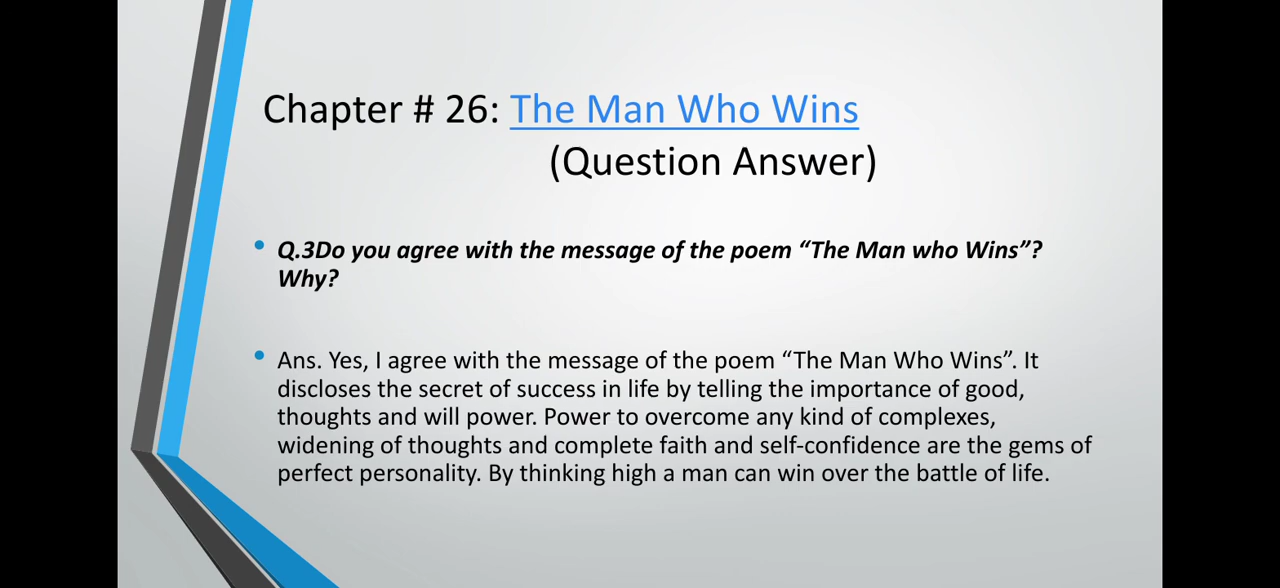 Chapter # 26: The Man Who Wins
(Question Answer)
• Q.3Do you agree with the message of the poem “The Man who Wins”?
Why?
• Ans. Yes, I agree with the message of the poem “The Man Who Wins”. It
discloses the secret of success in life by telling the importance of good,
thoughts and will power. Power to overcome any kind of complexes,
widening of thoughts and complete faith and self-confidence are the gems of
perfect personality. By thinking high a man can win over the battle of life.